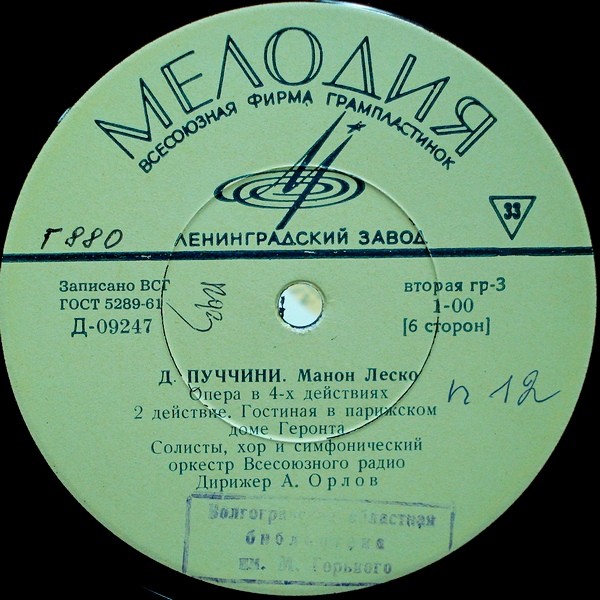 МЕЛОДИЯ
ВСЕСОЮЗНАЯ ФИРМА ГРАМПЛАСТИНОК
33
ЛЕНИНГРАДСКИЙ ЗАВОД
Г 880
Записано ВСГ
ГОСТ 5289-61
Д-09247
вторая гр-3
1-00
[6 сторон]
Д. ПУЧЧИНИ. Манон Леско
Опера в 4-х действиях
2 действие. Гостиная в парижском
доме Геронта
Солисты, хор и симфонический
оркестр Всесоюзного радио
Дирижер А. Орлов
п 12
Волгоградская областная
библиотека
им. М. Горького